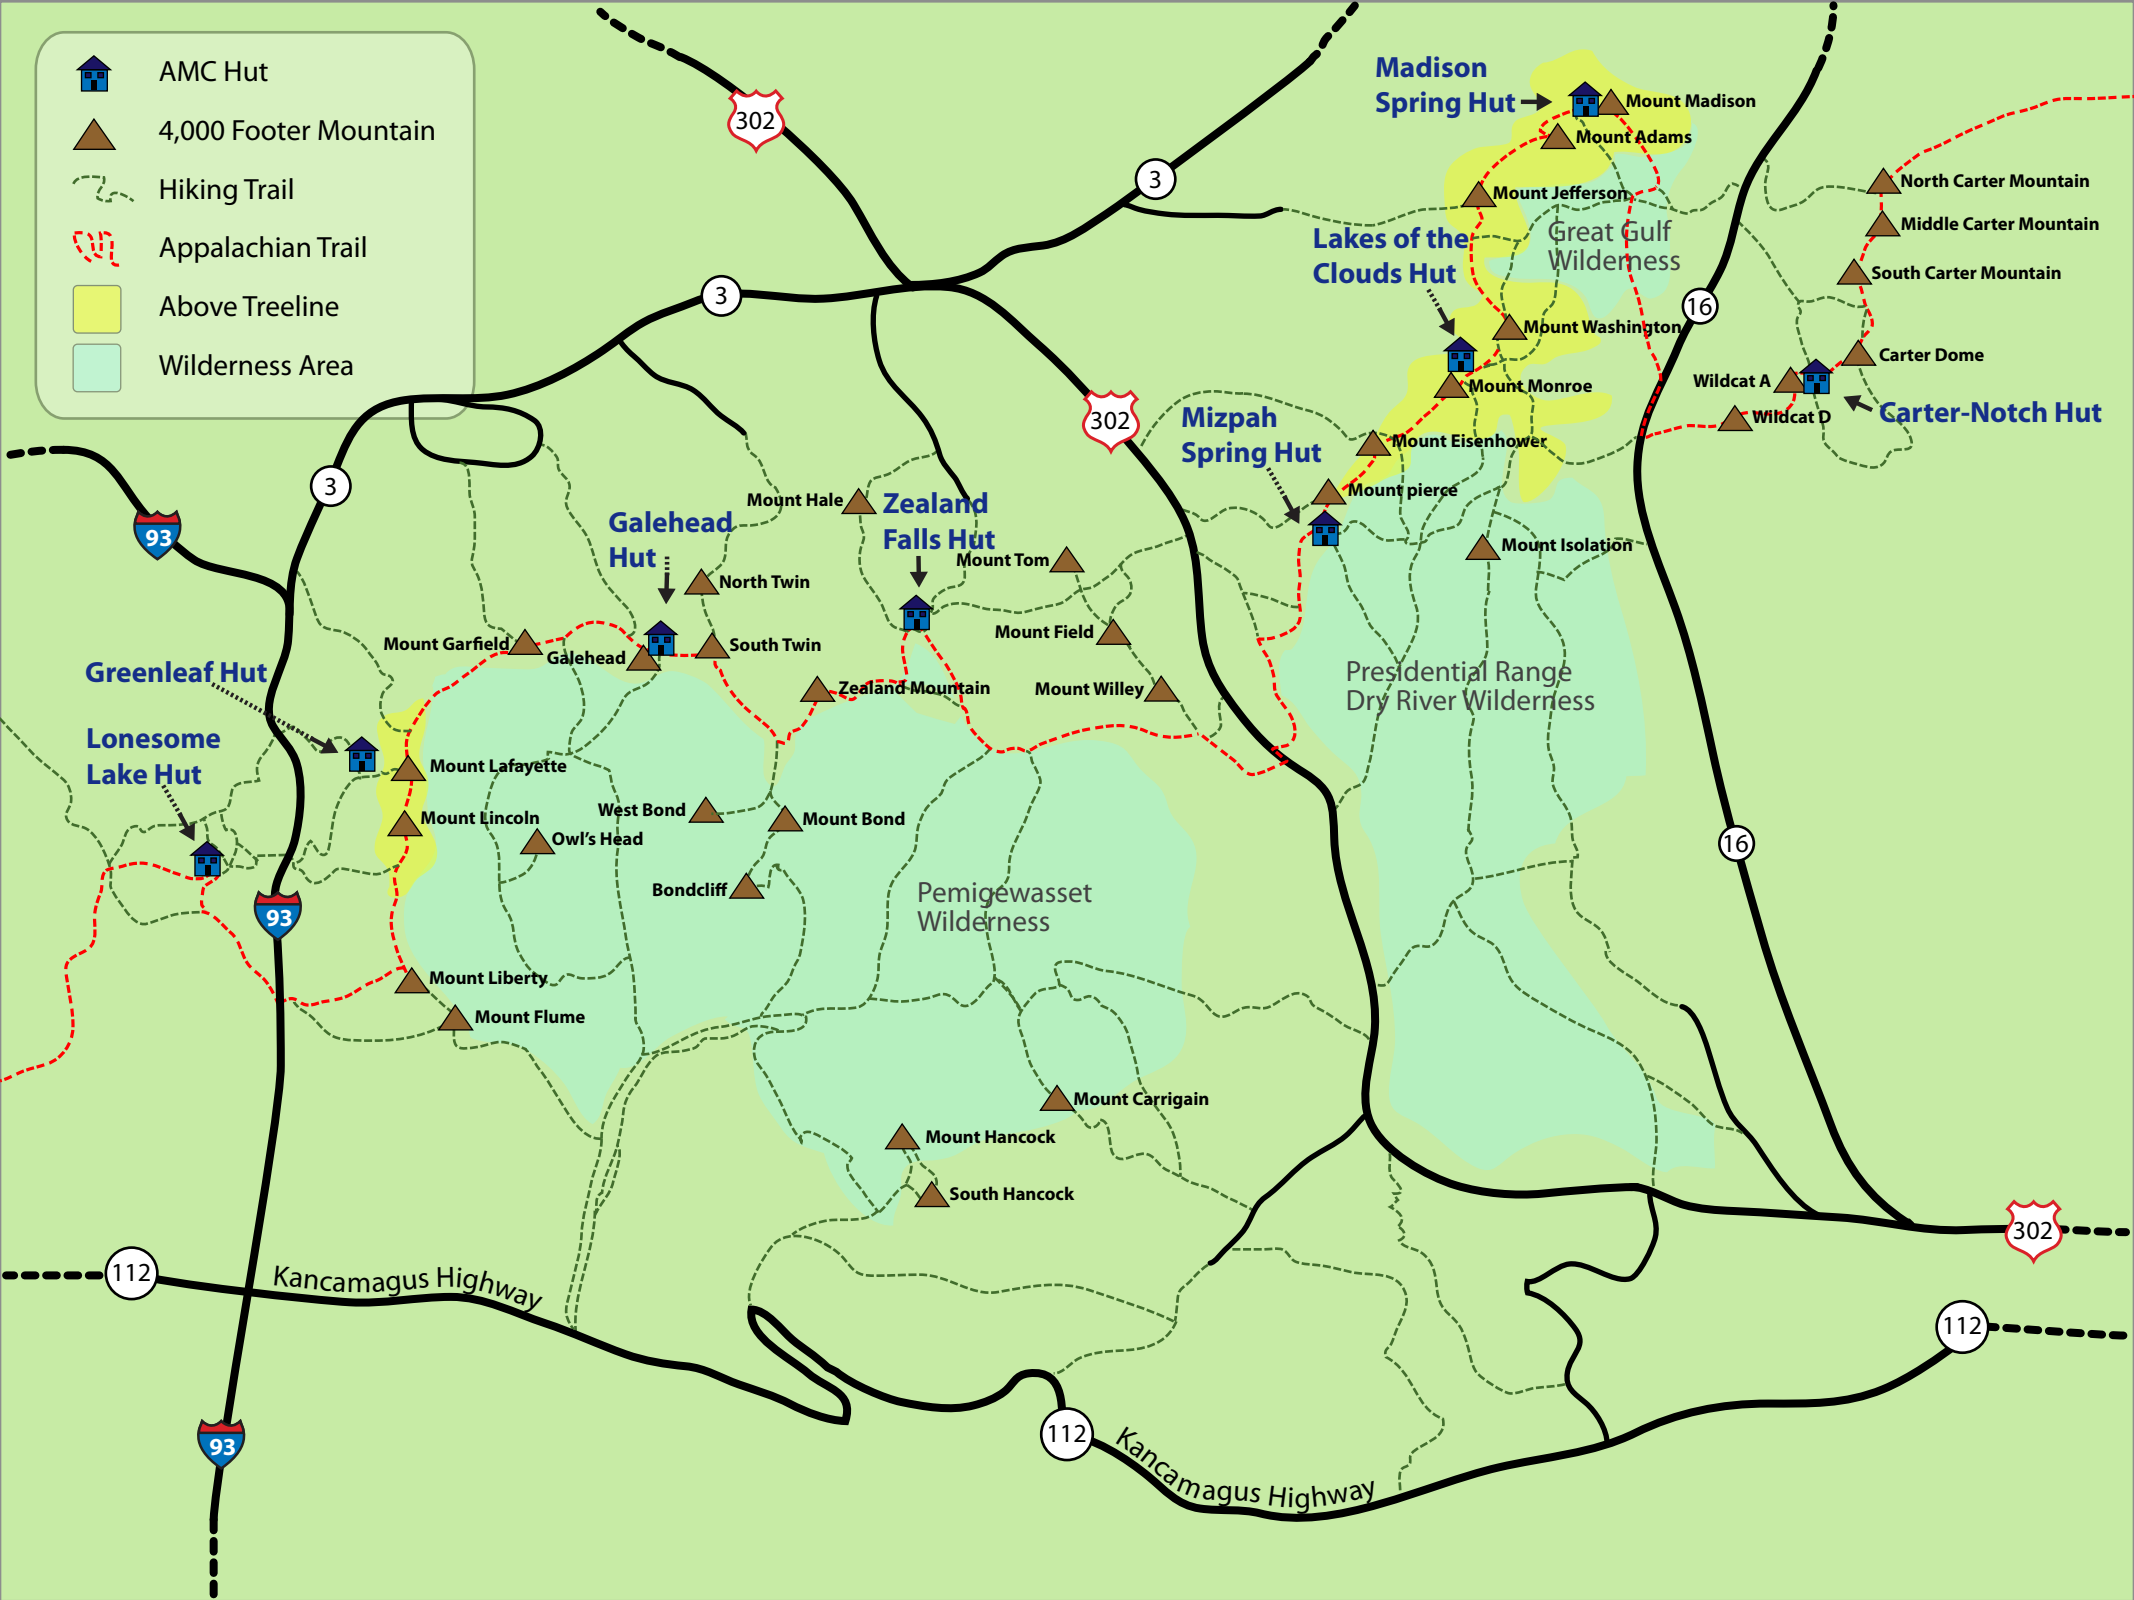 AMC Hut
4,000 Footer Mountain
Hiking Trail
Appalachian Trail
Above Treeline
Wilderness Area
302
3
Madison
Spring Hut
Mount Madison
Mount Adams
Mount Jefferson
North Carter Mountain
Middle Carter Mountain
Great Gulf
Wilderness
Lakes of the
Clouds Hut
South Carter Mountain
3
16
Mount Washington
Carter Dome
Wildcat A
Mount Monroe
Carter-Notch Hut
Wildcat D
302
Mizpah
Spring Hut
Mount Eisenhower
Mount pierce
3
93
Mount Hale
Zealand
Falls Hut
Galehead
Hut
Mount Tom
Mount Isolation
North Twin
Mount Garfield
Galehead
South Twin
Mount Field
Greenleaf Hut
Zealand Mountain
Mount Willey
Presidential Range
Dry River Wilderness
Lonesome
Lake Hut
Mount Lafayette
West Bond
Mount Bond
Mount Lincoln
Owl's Head
16
Bondcliff
Pemigewasset
Wilderness
93
Mount Liberty
Mount Flume
Mount Carrigain
Mount Hancock
South Hancock
302
112
Kancamagus Highway
112
93
112
Kancamagus Highway